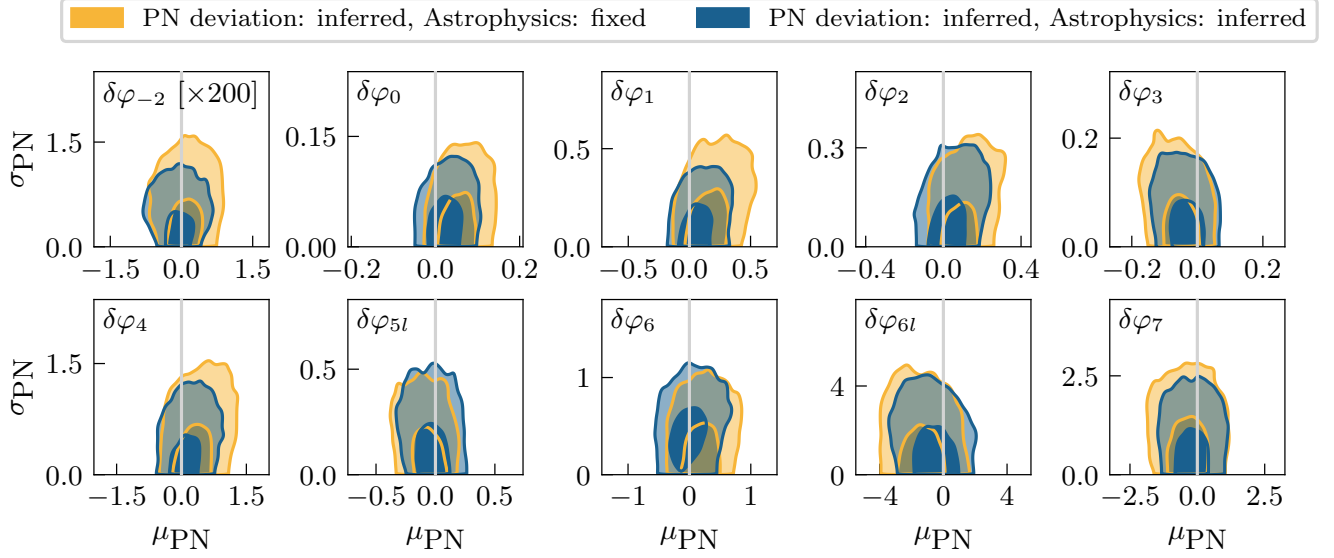 PN deviation: inferred, Astrophysics: fixed PN deviation: inferred, Astrophysics: inferred
δφ₋₂ [×200] δφ₀ δφ₁ δφ₂ δφ₃
σPN 1.5 0.0 0.15 0.00 0.5 0.0 0.3 0.0 0.2 0.0
−1.5 0.0 1.5 −0.2 0.0 0.2 −0.5 0.0 0.5 −0.4 0.0 0.4 −0.2 0.0 0.2
δφ₄ δφ₅ₗ δφ₆ δφ₆ₗ δφ₇
σPN 1.5 0.0 0.5 0.0 1 0 4 0 2.5 0.0
−1.5 0.0 1.5 −0.5 0.0 0.5 −1 0 1 −4 0 4 −2.5 0.0 2.5
μPN μPN μPN μPN μPN